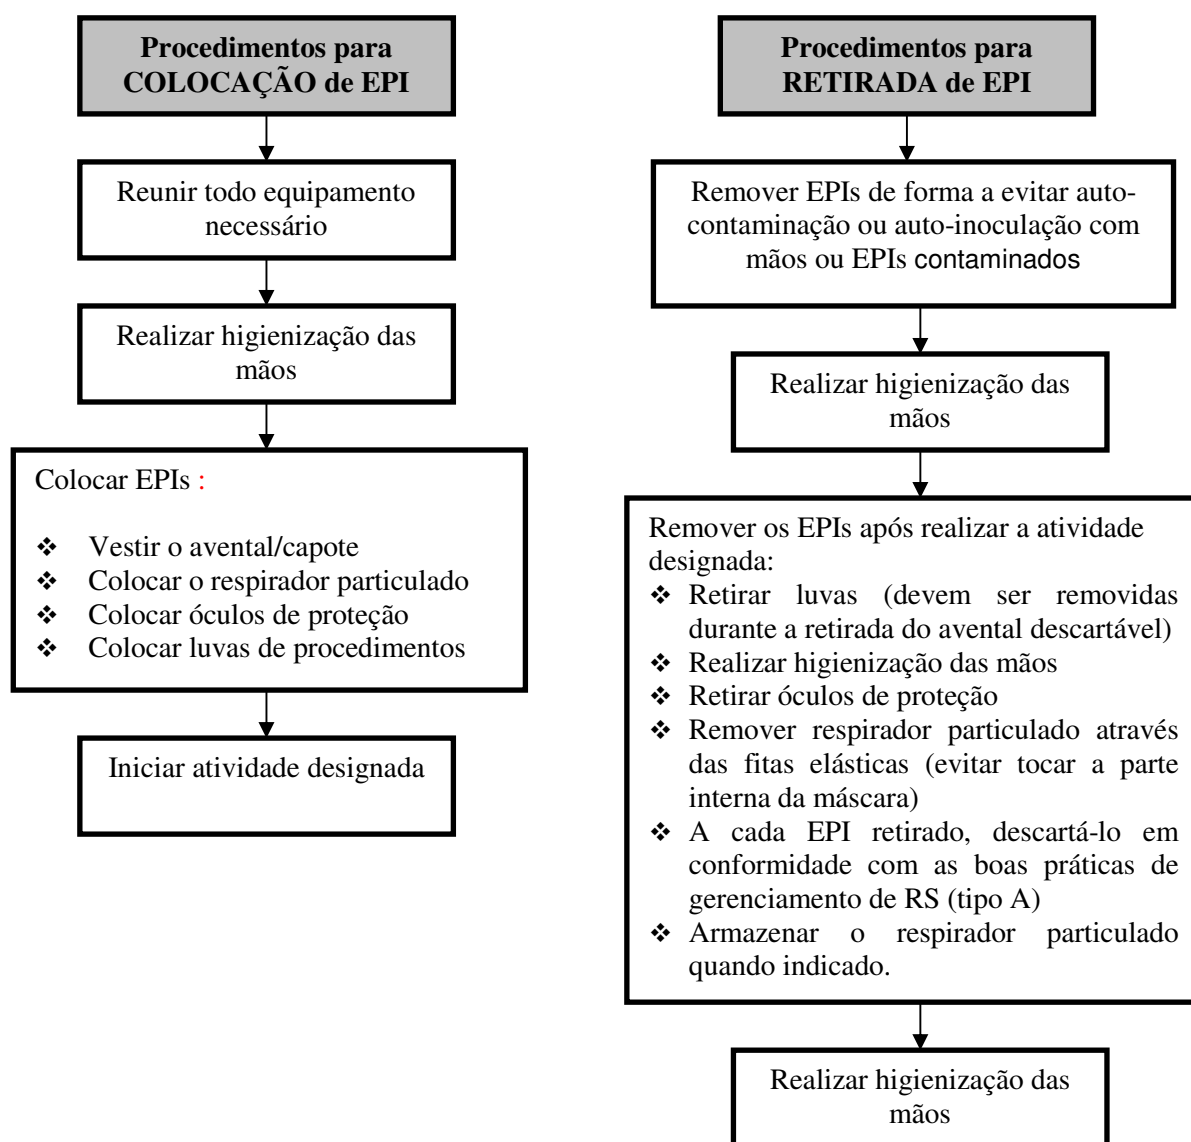 Procedimentos para
COLOCAÇÃO de EPI
Reunir todo equipamento
necessário
Realizar higienização das
mãos
Colocar EPIs :
❖ Vestir o avental/capote
❖ Colocar o respirador particulado
❖ Colocar óculos de proteção
❖ Colocar luvas de procedimentos
Iniciar atividade designada
Procedimentos para
RETIRADA de EPI
Remover EPIs de forma a evitar auto-
contaminação ou auto-inoculação com
mãos ou EPIs contaminados
Realizar higienização das
mãos
Remover os EPIs após realizar a atividade
designada:
❖ Retirar luvas (devem ser removidas
durante a retirada do avental descartável)
❖ Realizar higienização das mãos
❖ Retirar óculos de proteção
❖ Remover respirador particulado através
das fitas elásticas (evitar tocar a parte
interna da máscara)
❖ A cada EPI retirado, descartá-lo em
conformidade com as boas práticas de
gerenciamento de RS (tipo A)
❖ Armazenar o respirador particulado
quando indicado.
Realizar higienização das
mãos